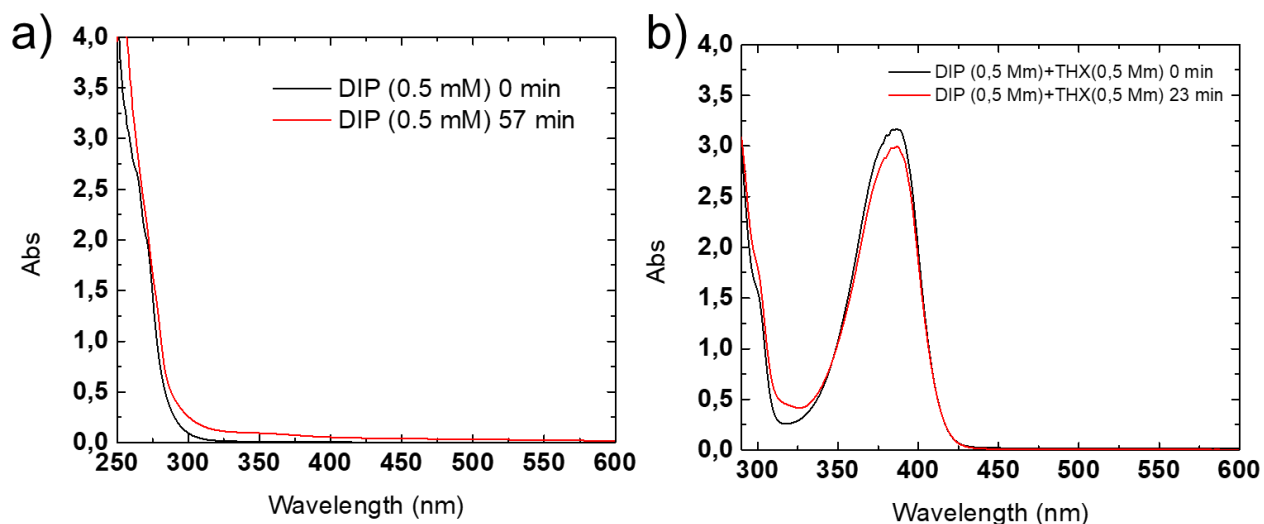 a)
4,0
3,5
3,0
2,5
2,0
1,5
1,0
0,5
0,0
Abs
DIP (0.5 mM) 0 min
DIP (0.5 mM) 57 min
250 300 350 400 450 500 550 600
Wavelength (nm)
b)
4,0
3,5
3,0
2,5
2,0
1,5
1,0
0,5
0,0
Abs
DIP (0,5 Mm)+THX(0,5 Mm) 0 min
DIP (0,5 Mm)+THX(0,5 Mm) 23 min
300 350 400 450 500 550 600
Wavelength (nm)